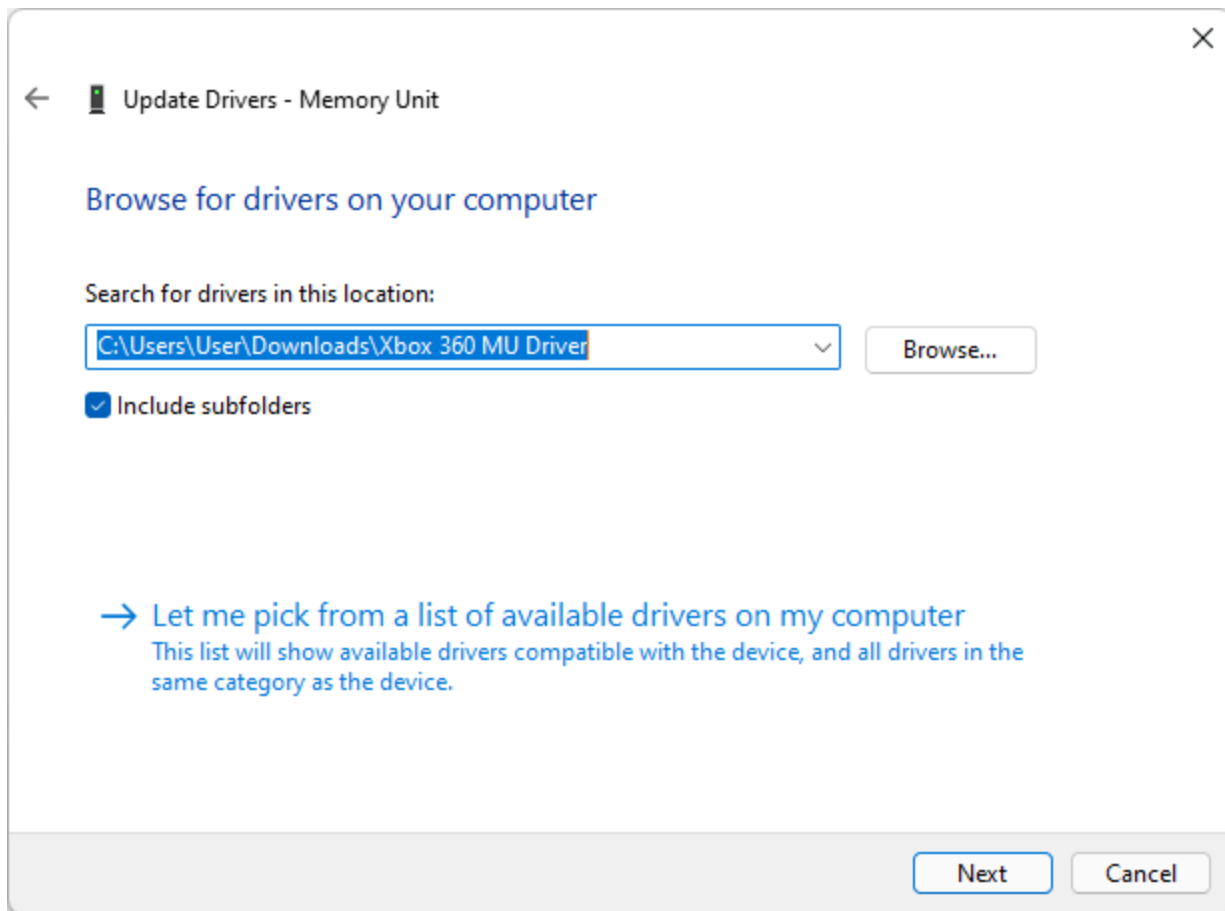 Update Drivers - Memory Unit
Browse for drivers on your computer
Search for drivers in this location:
C:\Users\User\Downloads\Xbox 360 MU Driver
Browse...
Include subfolders
Let me pick from a list of available drivers on my computer
This list will show available drivers compatible with the device, and all drivers in the
same category as the device.
Next
Cancel